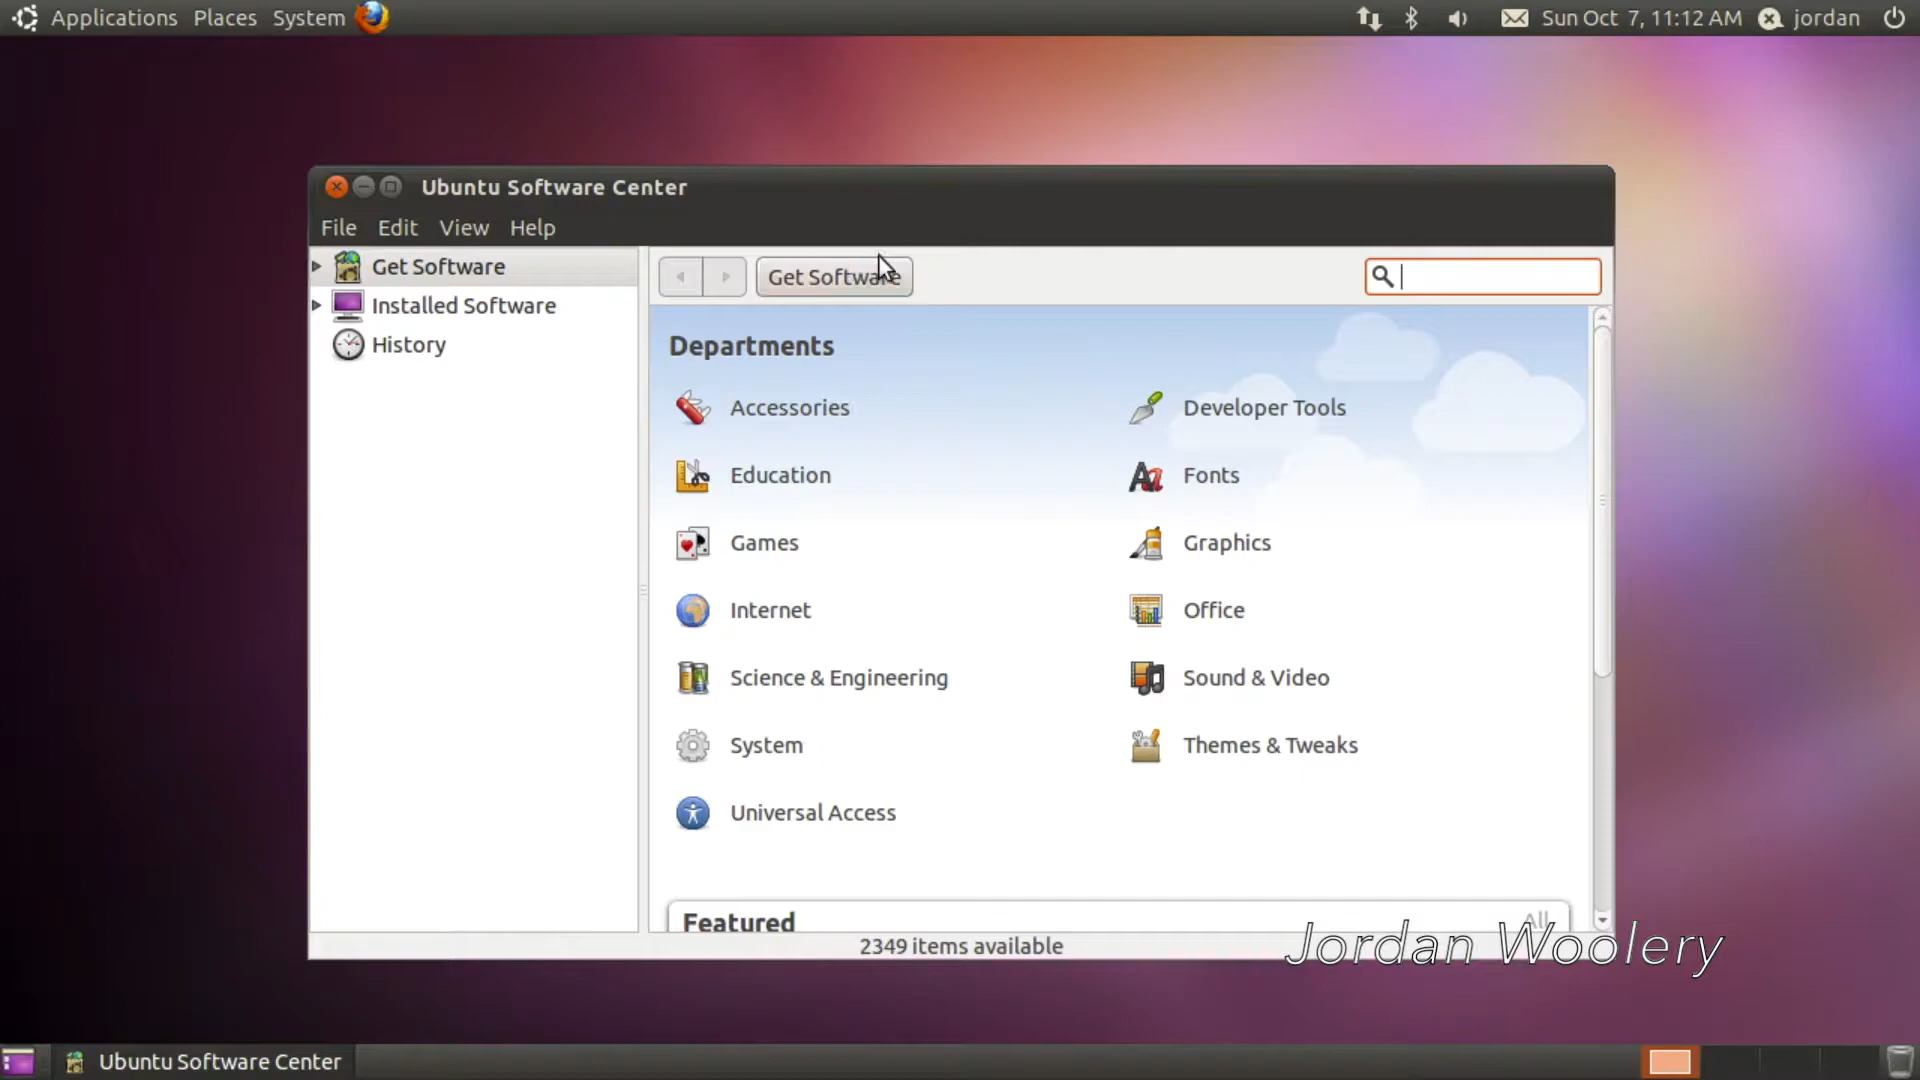 Applications Places System
Sun Oct 7, 11:12 AM jordan
Ubuntu Software Center
File Edit View Help
Get Software
Installed Software
History
Get Software
Departments
Accessories
Developer Tools
Education
Fonts
Games
Graphics
Internet
Office
Science & Engineering
Sound & Video
System
Themes & Tweaks
Universal Access
Featured
All
2349 items available
Jordan Woolery
Ubuntu Software Center